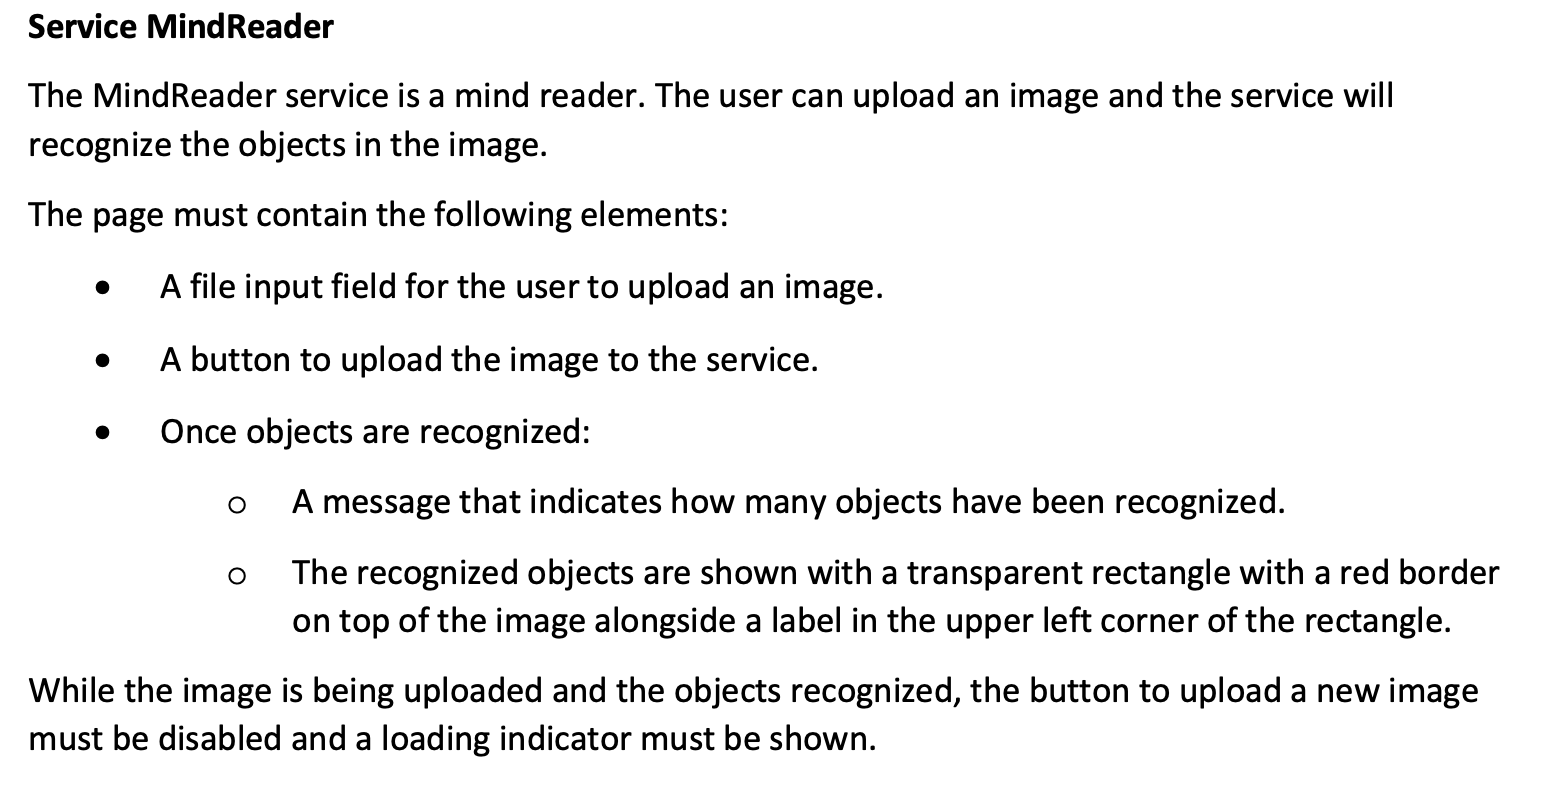 Service MindReader
The MindReader service is a mind reader. The user can upload an image and the service will
recognize the objects in the image.
The page must contain the following elements:
• A file input field for the user to upload an image.
• A button to upload the image to the service.
• Once objects are recognized:
o A message that indicates how many objects have been recognized.
o The recognized objects are shown with a transparent rectangle with a red border
on top of the image alongside a label in the upper left corner of the rectangle.
While the image is being uploaded and the objects recognized, the button to upload a new image
must be disabled and a loading indicator must be shown.